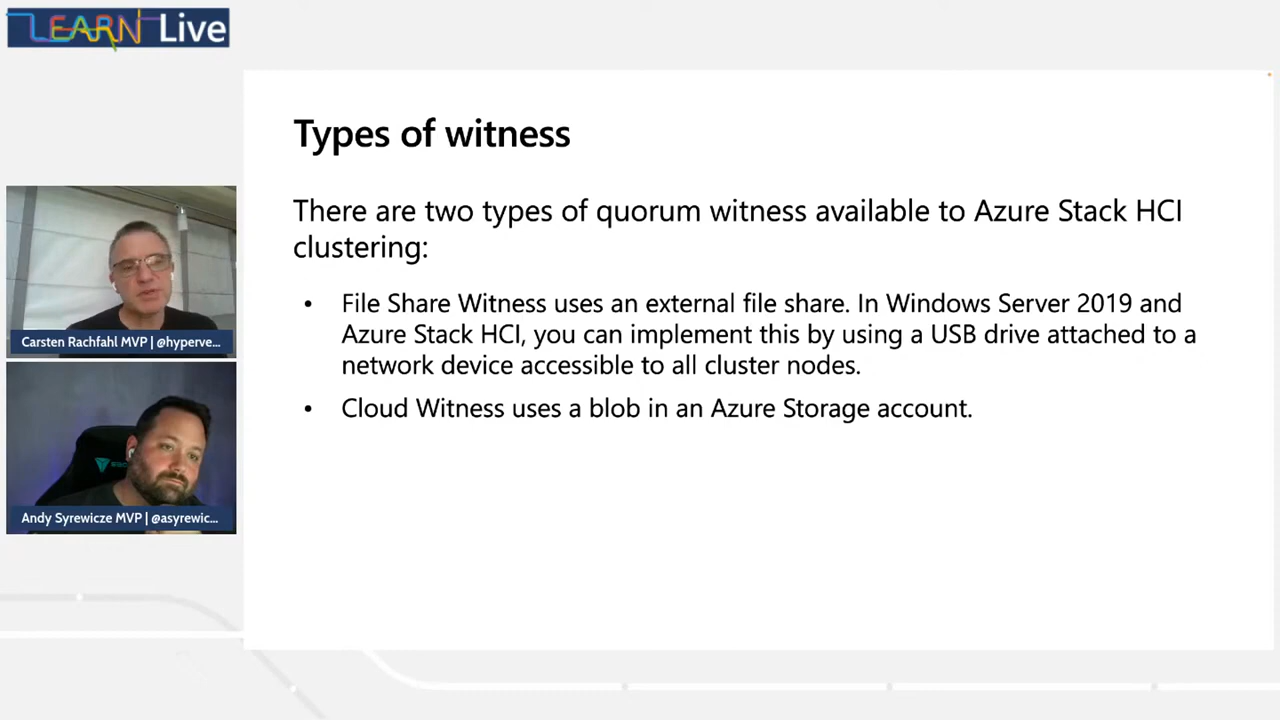 LEARN Live
Types of witness
There are two types of quorum witness available to Azure Stack HCI
clustering:
• File Share Witness uses an external file share. In Windows Server 2019 and
Azure Stack HCI, you can implement this by using a USB drive attached to a
network device accessible to all cluster nodes.
• Cloud Witness uses a blob in an Azure Storage account.
Carsten Rachfahl MVP | @hyperve...
Andy Syrewicze MVP | @asyrewic...